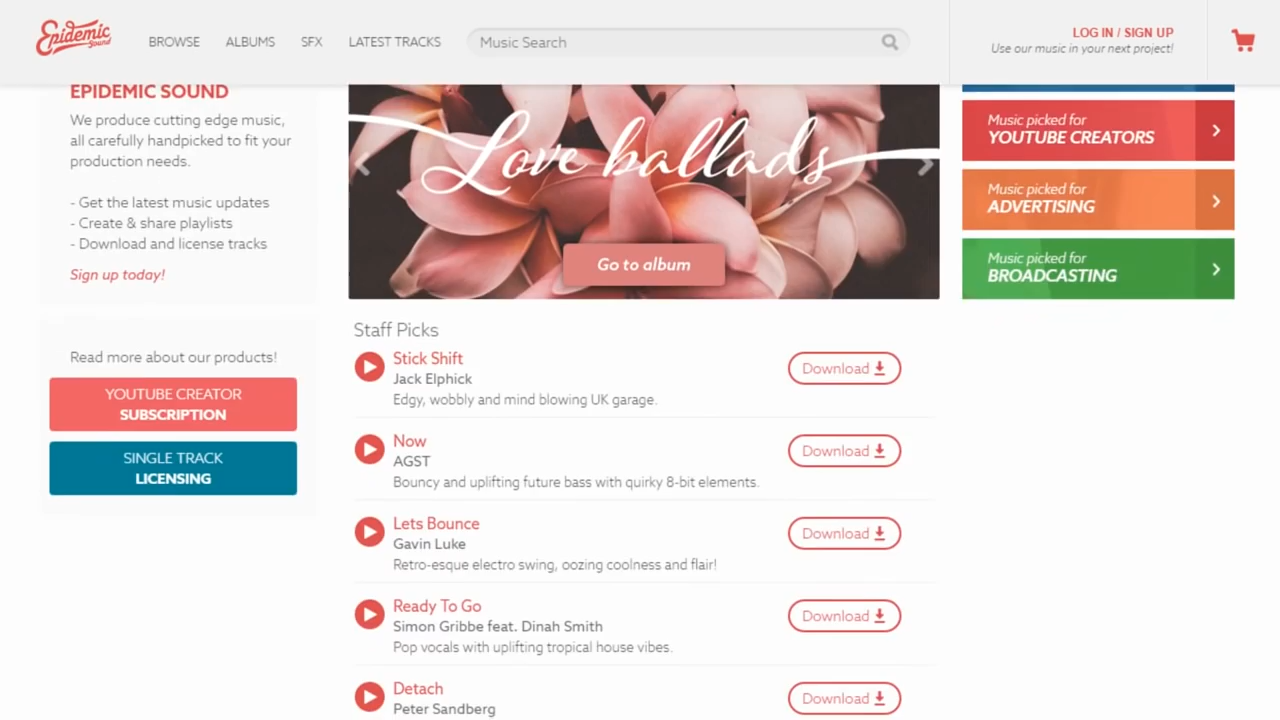 Epidemic
Sound
BROWSE
ALBUMS
SFX
LATEST TRACKS
Music Search
LOG IN / SIGN UP
Use our music in your next project!
EPIDEMIC SOUND
We produce cutting edge music,
all carefully handpicked to fit your
production needs.
- Get the latest music updates
- Create & share playlists
- Download and license tracks
Sign up today!
Read more about our products!
YOUTUBE CREATOR
SUBSCRIPTION
SINGLE TRACK
LICENSING
Love ballads
Go to album
Staff Picks
Stick Shift
Jack Elphick
Edgy, wobbly and mind blowing UK garage.
Download
Now
AGST
Bouncy and uplifting future bass with quirky 8-bit elements.
Download
Lets Bounce
Gavin Luke
Retro-esque electro swing, oozing coolness and flair!
Download
Ready To Go
Simon Gribbe feat. Dinah Smith
Pop vocals with uplifting tropical house vibes.
Download
Detach
Peter Sandberg
Download
Music picked for
YOUTUBE CREATORS
Music picked for
ADVERTISING
Music picked for
BROADCASTING